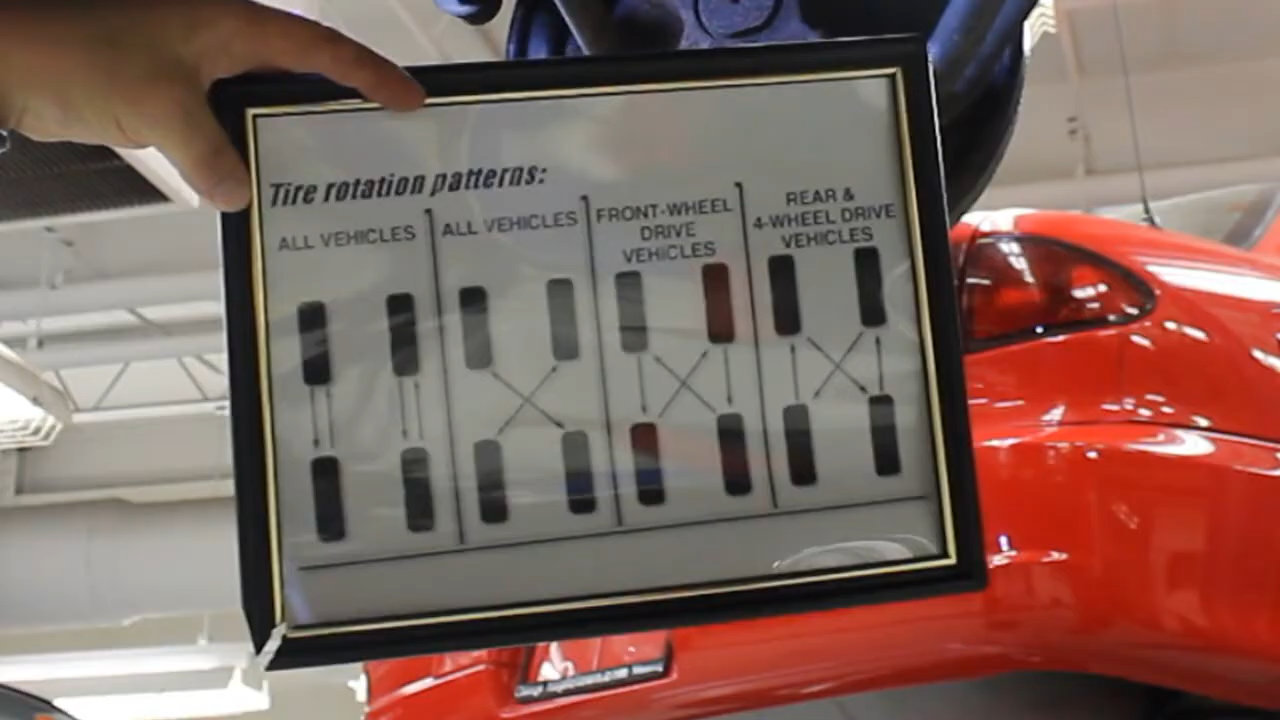 Tire rotation patterns:
ALL VEHICLES
ALL VEHICLES
FRONT-WHEEL
DRIVE
VEHICLES
REAR &
4-WHEEL DRIVE
VEHICLES